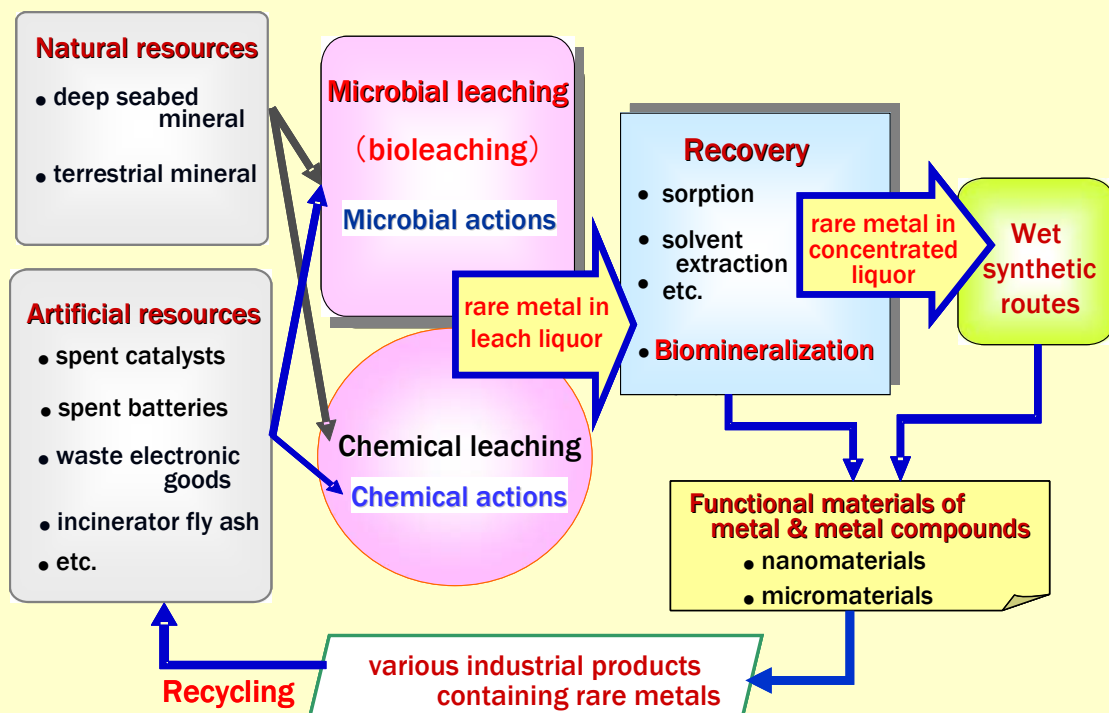 Natural resources
• deep seabed
mineral
• terrestrial mineral
Artificial resources
• spent catalysts
• spent batteries
• waste electronic
goods
• incinerator fly ash
• etc.
Microbial leaching
(bioleaching)
Microbial actions
Chemical leaching
Chemical actions
rare metal in
leach liquor
Recovery
• sorption
• solvent
extraction
• etc.
• Biomineralization
rare metal in
concentrated
liquor
Wet
synthetic
routes
Functional materials of
metal & metal compounds
• nanomaterials
• micromaterials
various industrial products
containing rare metals
Recycling